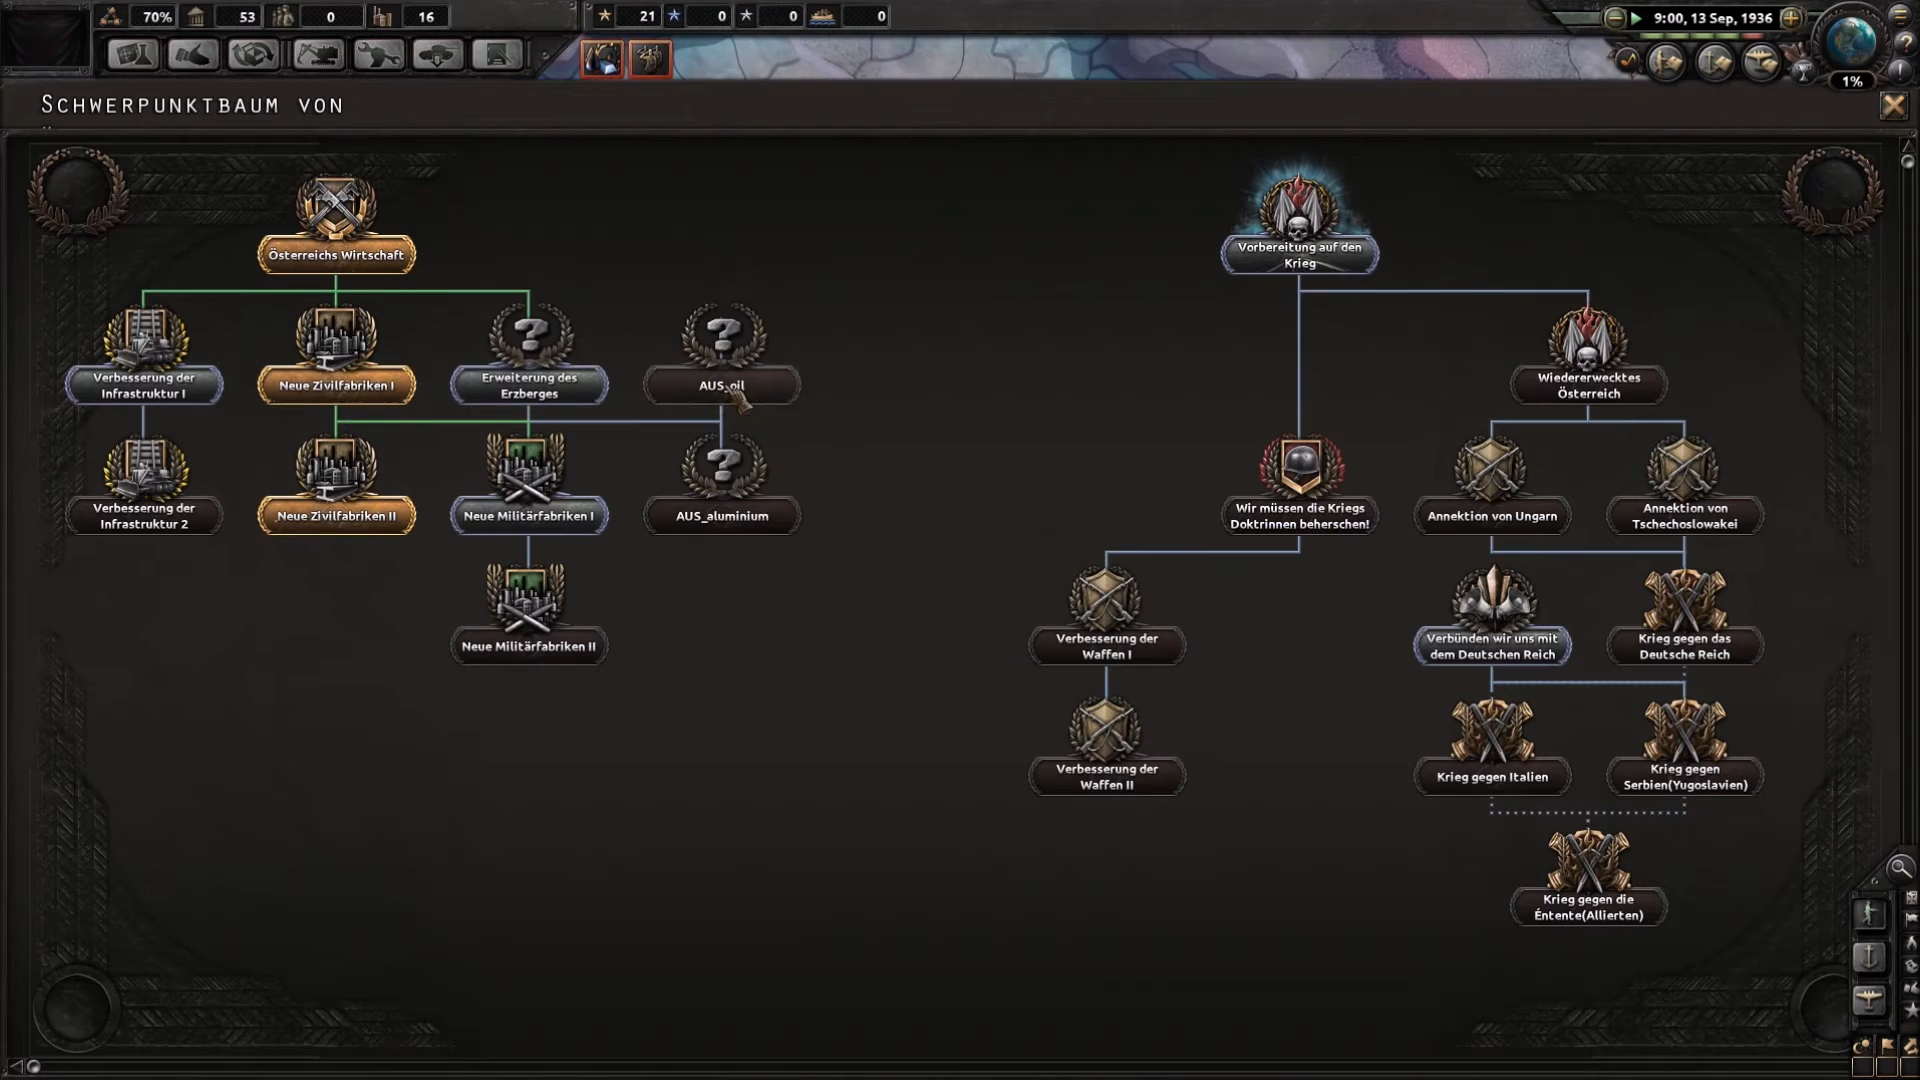 70%
53
0
16
21
0
0
0
9:00, 13 Sep, 1936
1%
SCHWERPUNKTBAUM VON
Österreichs Wirtschaft
Vorbereitung auf den
Krieg
Verbesserung der
Infrastruktur I
Neue Zivilfabriken I
Erweiterung des
Erzberges
AUS_oil
Wiedererwecktes
Österreich
Verbesserung der
Infrastruktur 2
Neue Zivilfabriken II
Neue Militärfabriken I
AUS_aluminium
Wir müssen die Kriegs
Doktrinnen beherschen!
Annektion von Ungarn
Annektion von
Tschechoslowakei
Neue Militärfabriken II
Verbesserung der
Waffen I
Verbünden wir uns mit
dem Deutschen Reich
Krieg gegen das
Deutsche Reich
Verbesserung der
Waffen II
Krieg gegen Italien
Krieg gegen
Serbien(Yugoslavien)
Krieg gegen die
Éntente(Allierten)